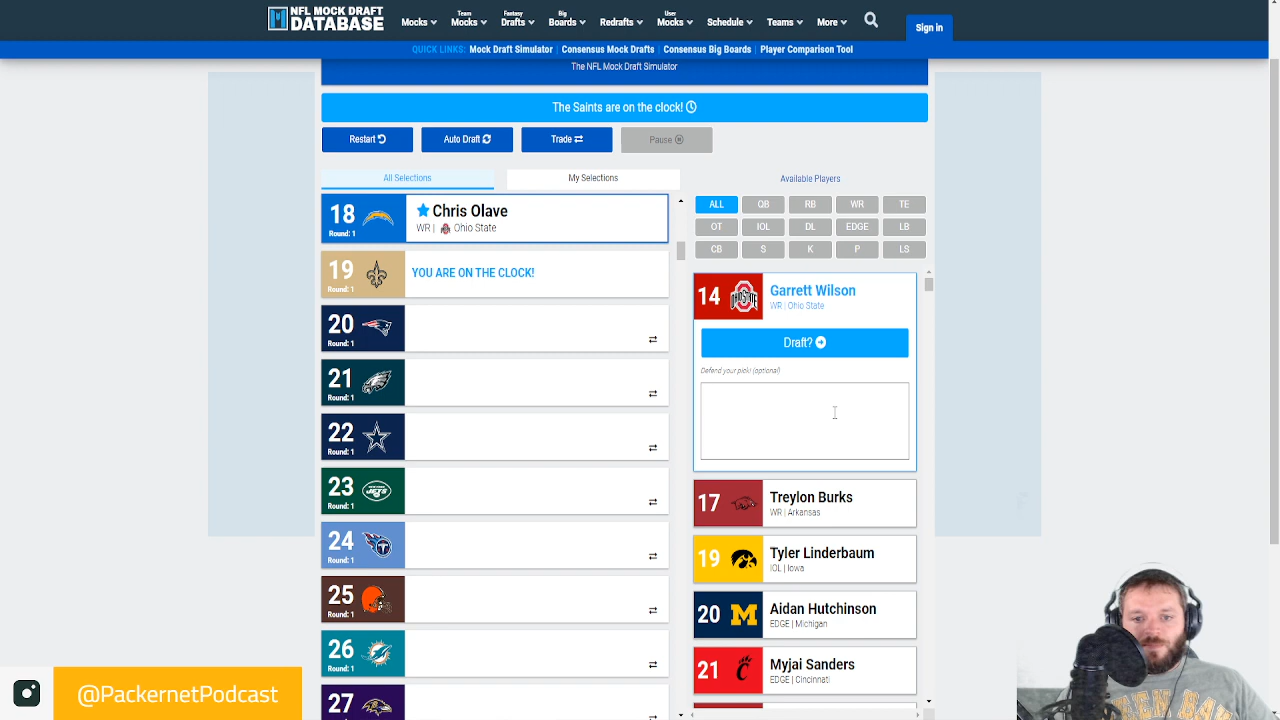 NFL MOCK DRAFT
DATABASE
Mocks
Team
Mocks
Fantasy
Drafts
Big
Boards
Redrafts
User
Mocks
Schedule
Teams
More
Sign in
QUICK LINKS: Mock Draft Simulator Consensus Mock Drafts Consensus Big Boards Player Comparison Tool
The NFL Mock Draft Simulator
The Saints are on the clock!
Restart
Auto Draft
Trade
Pause
All Selections
My Selections
Available Players
ALL QB RB WR TE
OT IOL DL EDGE LB
CB S K P LS
18 Chris Olave
Round: 1 WR | Ohio State
19 YOU ARE ON THE CLOCK!
Round: 1
20
Round: 1
21
Round: 1
22
Round: 1
23
Round: 1
24
Round: 1
25
Round: 1
26
Round: 1
27
14 Garrett Wilson
WR | Ohio State
Draft?
Defend your pick! (optional)
17 Treylon Burks
WR | Arkansas
19 Tyler Linderbaum
IOL | Iowa
20 Aidan Hutchinson
EDGE | Michigan
21 Myjai Sanders
EDGE | Cincinnati
@PackernetPodcast